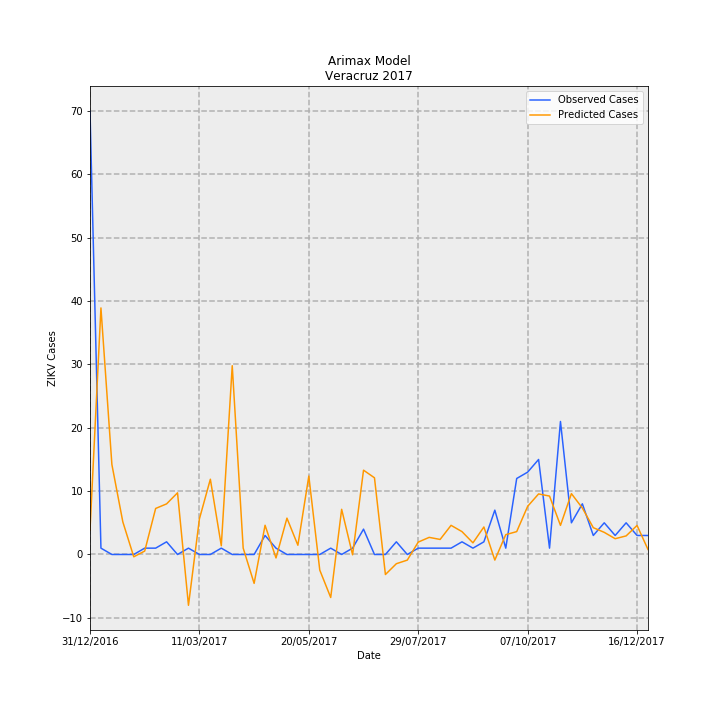 Arimax Model
Veracruz 2017
Observed Cases
Predicted Cases
70
60
50
40
30
20
10
0
−10
ZIKV Cases
31/12/2016 11/03/2017 20/05/2017 29/07/2017 07/10/2017 16/12/2017
Date